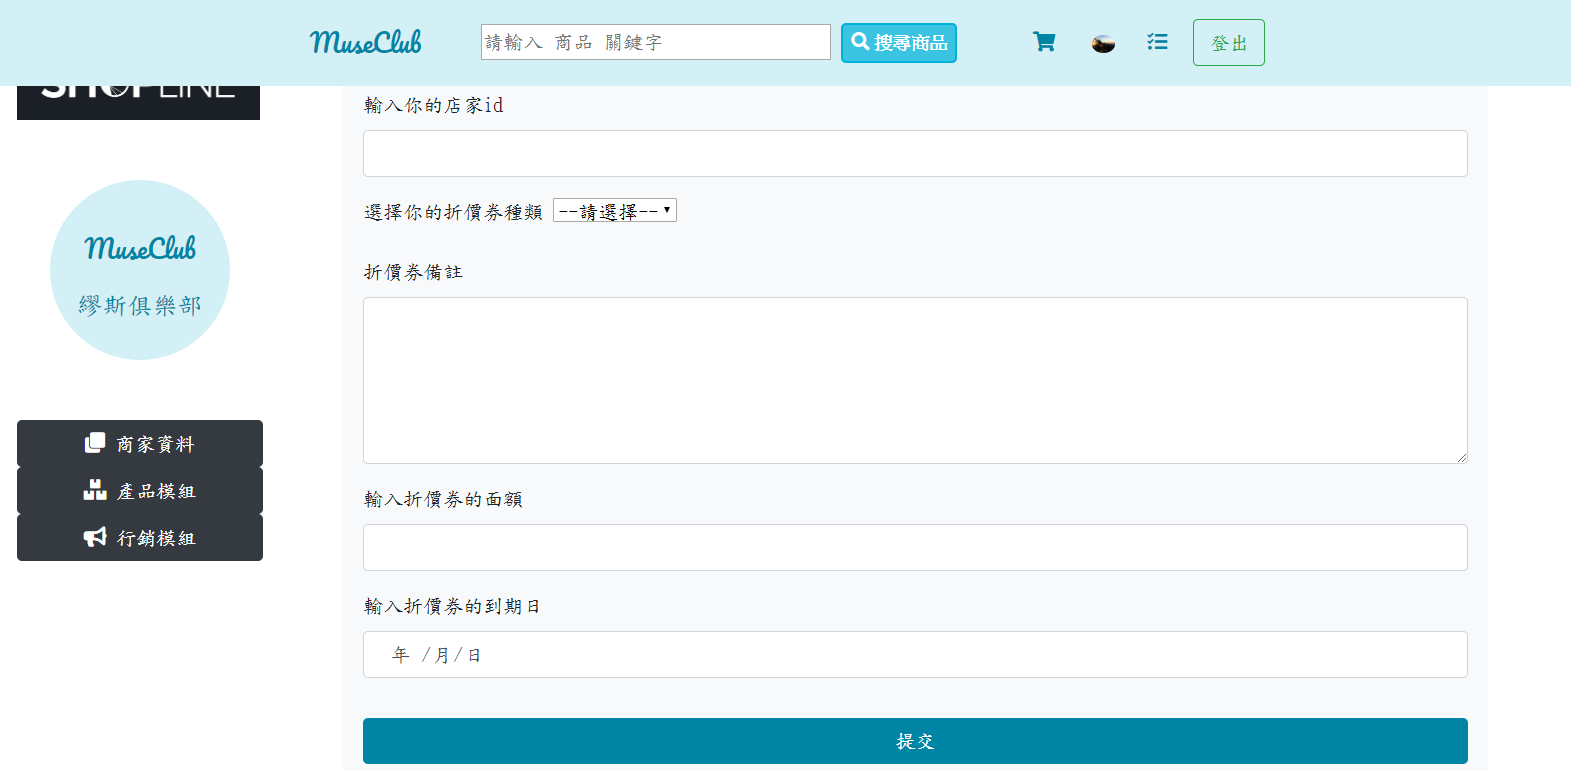 MuseClub
請輸入 商品 關鍵字
搜尋商品
登出
SHOPLINE
MuseClub
繆斯俱樂部
商家資料
產品模組
行銷模組
輸入你的店家id
選擇你的折價券種類 --請選擇--
折價券備註
輸入折價券的面額
輸入折價券的到期日
年 /月/日
提交